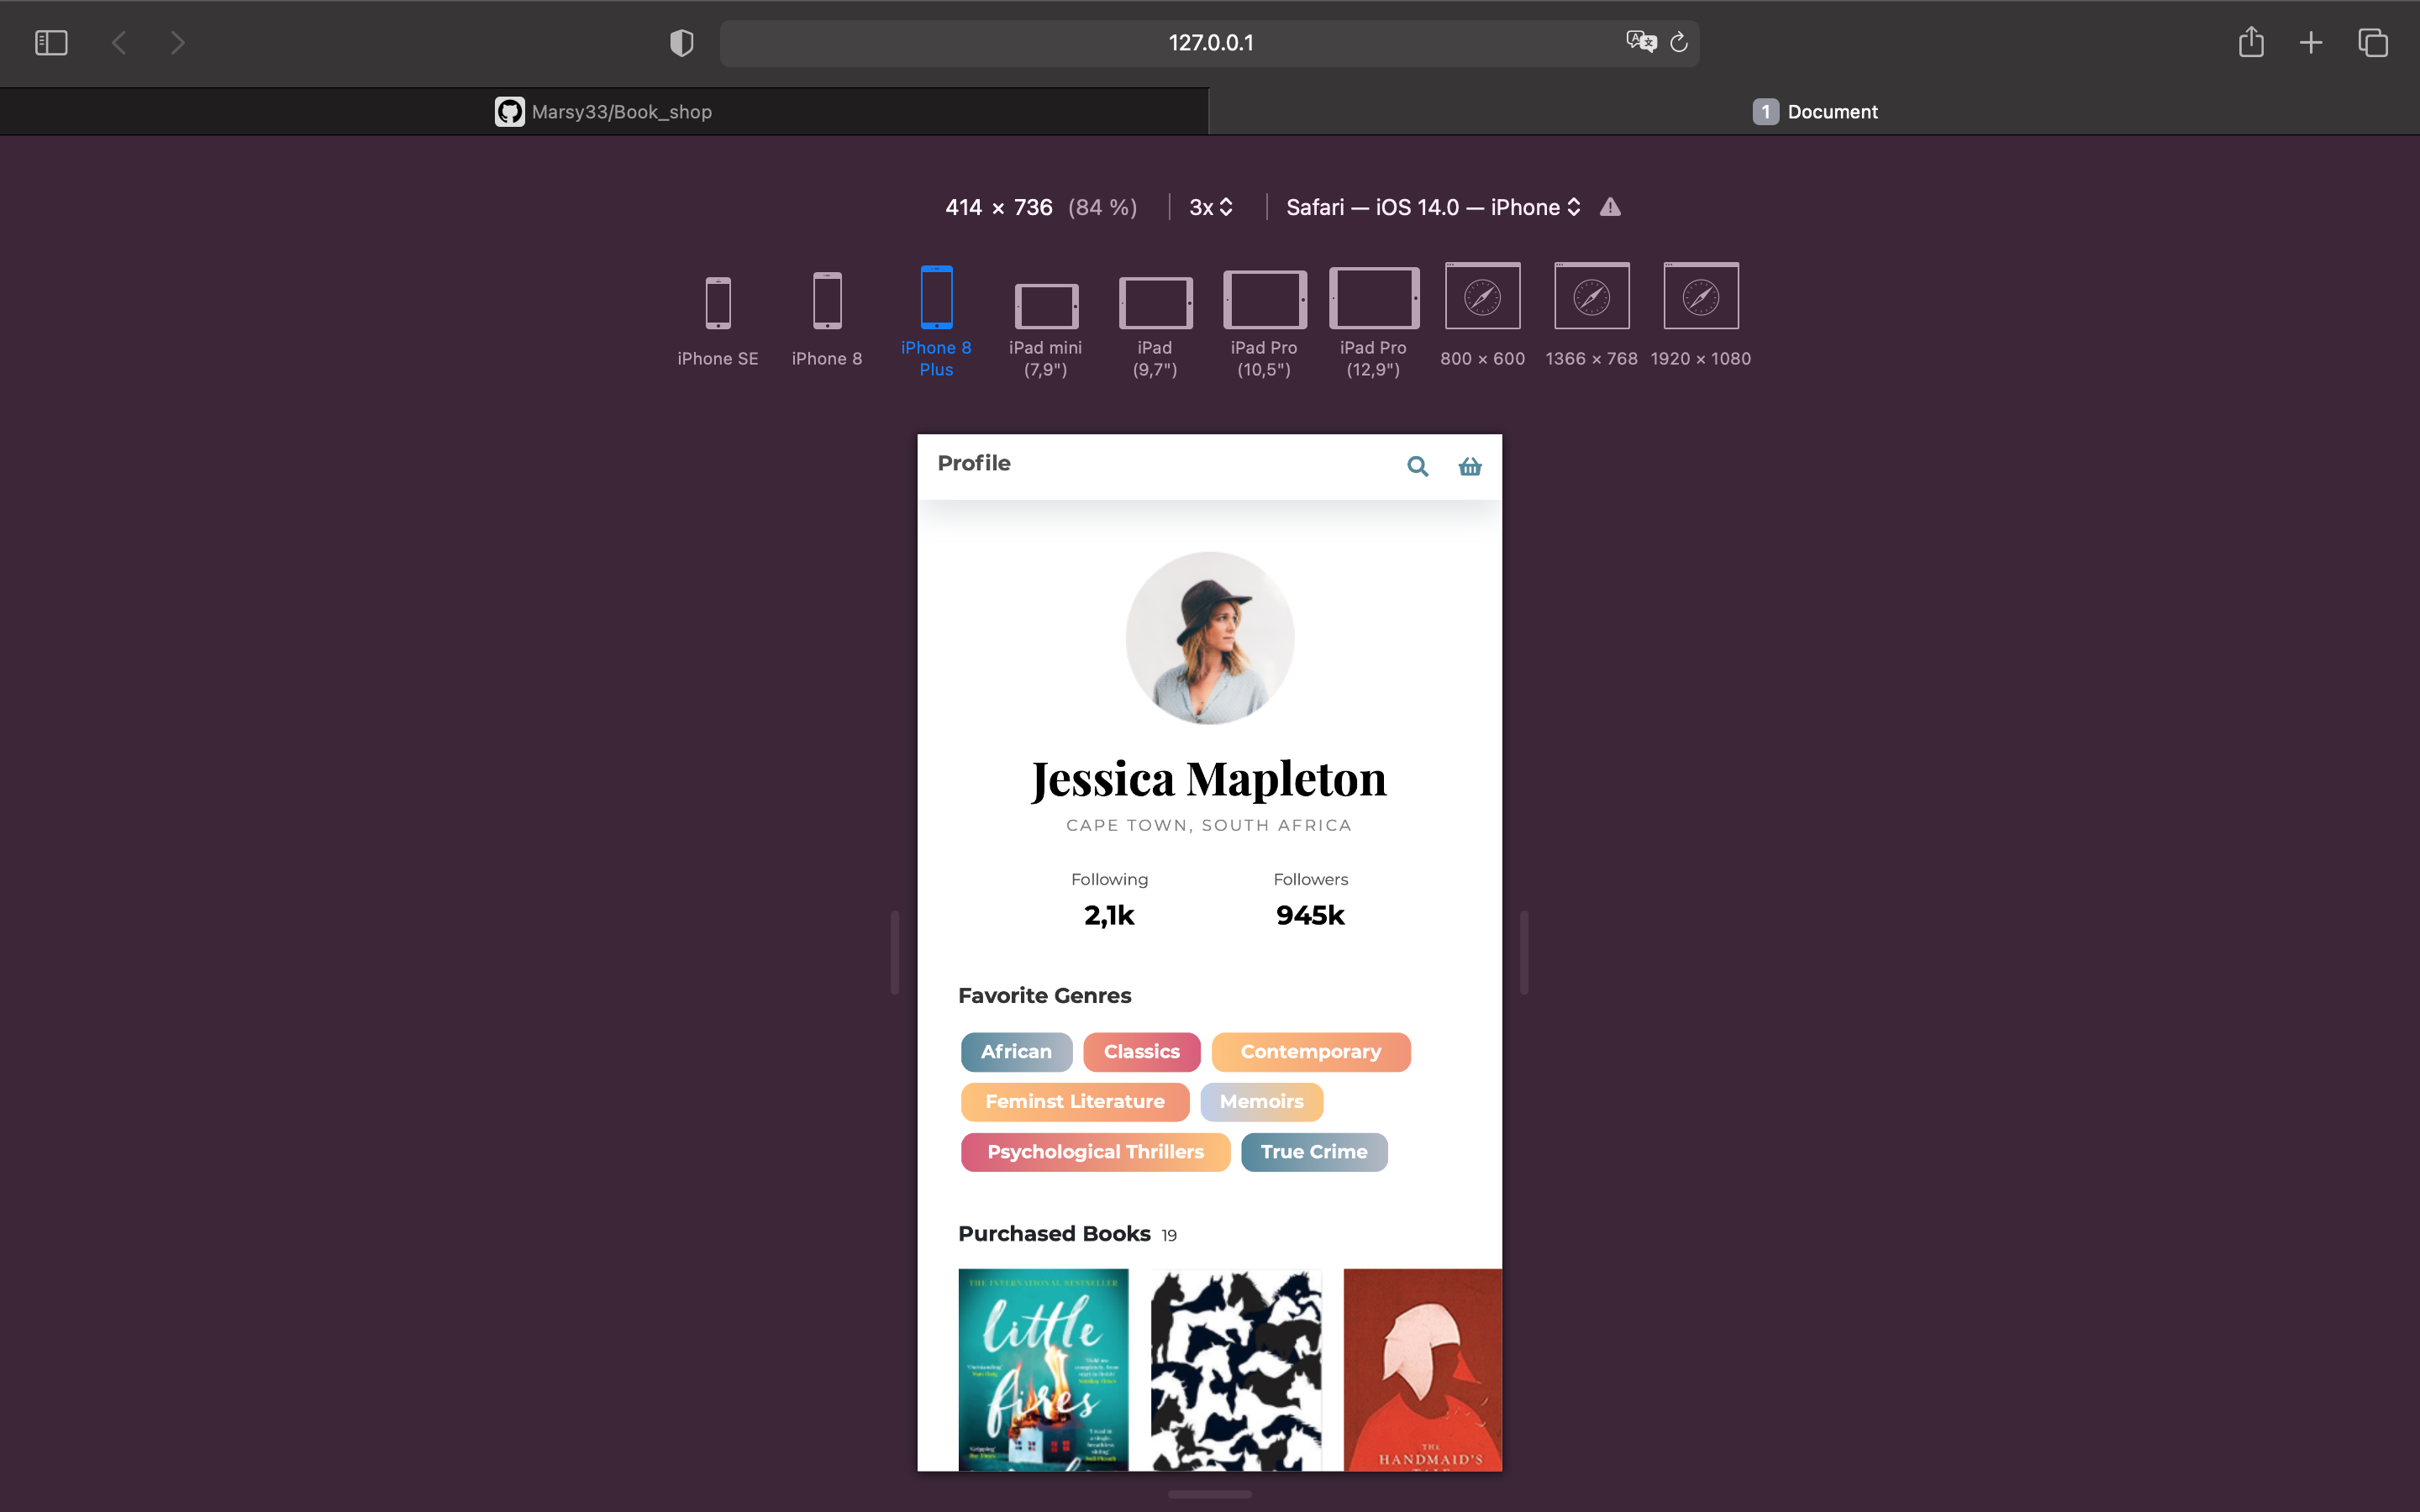 127.0.0.1
Marsy33/Book_shop
1 Document
414 × 736 (84 %) 3x Safari — iOS 14.0 — iPhone
iPhone SE
iPhone 8
iPhone 8
Plus
iPad mini
(7,9")
iPad
(9,7")
iPad Pro
(10,5")
iPad Pro
(12,9")
800 × 600
1366 × 768
1920 × 1080
Profile
Jessica Mapleton
CAPE TOWN, SOUTH AFRICA
Following
2,1k
Followers
945k
Favorite Genres
African Classics Contemporary
Feminst Literature Memoirs
Psychological Thrillers True Crime
Purchased Books 19
THE INTERNATIONAL BESTSELLER
little
fires
THE
HANDMAID'S